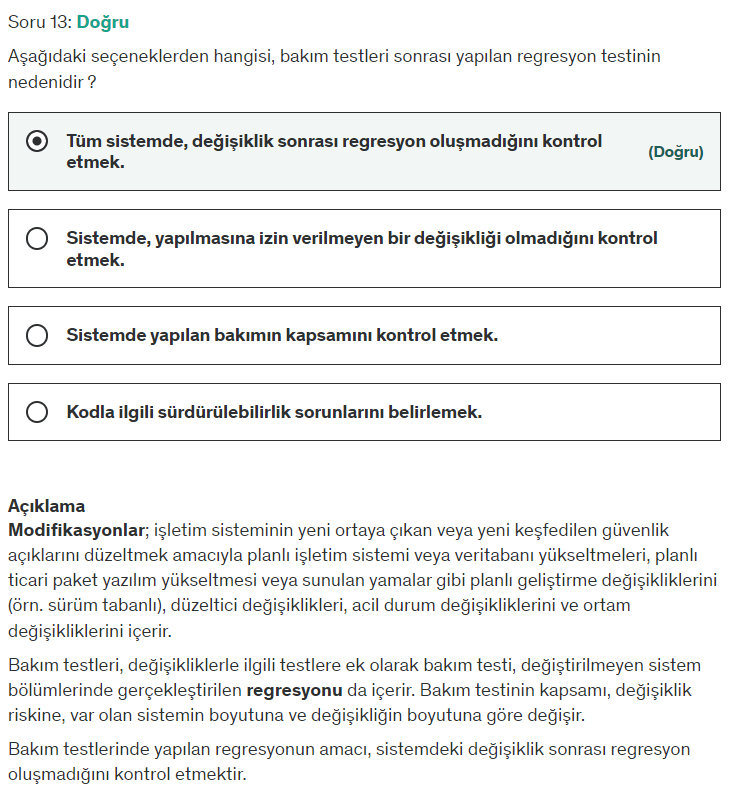 Soru 13: Doğru
Aşağıdaki seçeneklerden hangisi, bakım testleri sonrası yapılan regresyon testinin
nedenidir ?
Tüm sistemde, değişiklik sonrası regresyon oluşmadığını kontrol
etmek.
(Doğru)
Sistemde, yapılmasına izin verilmeyen bir değişikliği olmadığını kontrol
etmek.
Sistemde yapılan bakımın kapsamını kontrol etmek.
Kodla ilgili sürdürülebilirlik sorunlarını belirlemek.
Açıklama
Modifikasyonlar; işletim sisteminin yeni ortaya çıkan veya yeni keşfedilen güvenlik
açıklarını düzeltmek amacıyla planlı işletim sistemi veya veritabanı yükseltmeleri, planlı
ticari paket yazılım yükseltmesi veya sunulan yamalar gibi planlı geliştirme değişikliklerini
(örn. sürüm tabanlı), düzeltici değişiklikleri, acil durum değişikliklerini ve ortam
değişikliklerini içerir.
Bakım testleri, değişikliklerle ilgili testlere ek olarak bakım testi, değiştirilmeyen sistem
bölümlerinde gerçekleştirilen regresyonu da içerir. Bakım testinin kapsamı, değişiklik
riskine, var olan sistemin boyutuna ve değişikliğin boyutuna göre değişir.
Bakım testlerinde yapılan regresyonun amacı, sistemdeki değişiklik sonrası regresyon
oluşmadığını kontrol etmektir.